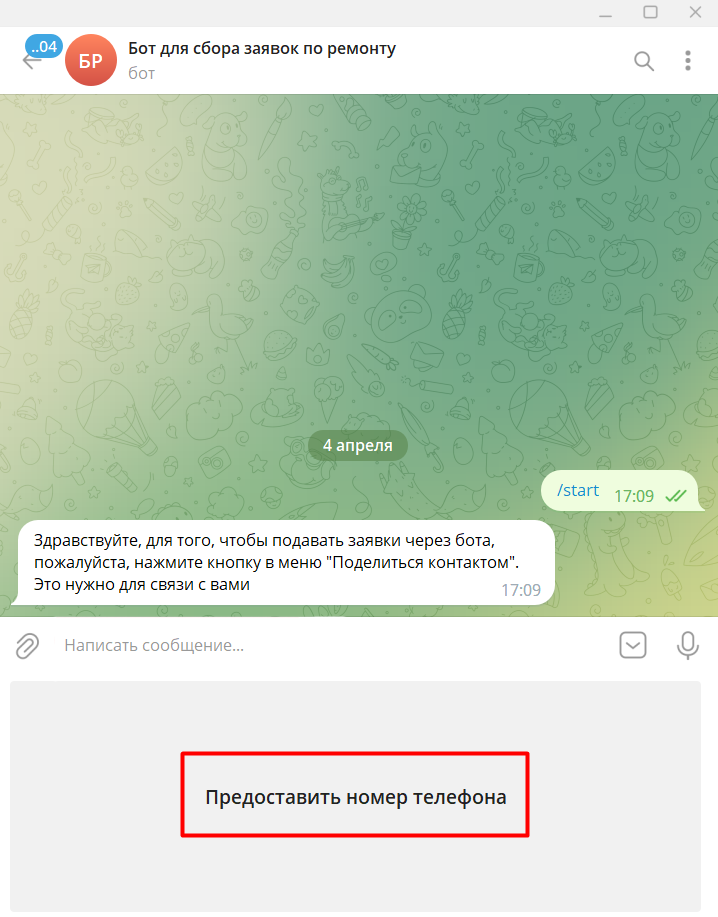 ..04
БР
Бот для сбора заявок по ремонту
бот
4 апреля
/start 17:09
Здравствуйте, для того, чтобы подавать заявки через бота,
пожалуйста, нажмите кнопку в меню "Поделиться контактом".
Это нужно для связи с вами
17:09
Написать сообщение...
Предоставить номер телефона